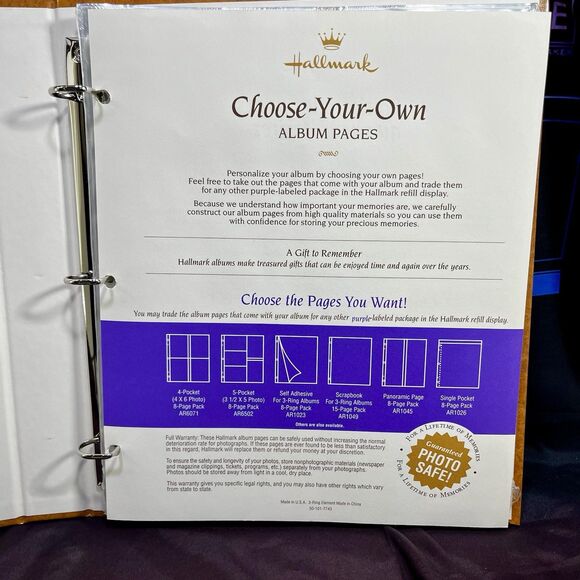 Hallmark
Choose-Your-Own
ALBUM PAGES
Personalize your album by choosing your own pages!
Feel free to take out the pages that come with your album and trade them
for any other purple-labeled package in the Hallmark refill display.
Because we understand how important your memories are, we carefully
construct our album pages from high quality materials so you can use them
with confidence for storing your precious memories.
A Gift to Remember
Hallmark albums make treasured gifts that can be enjoyed time and again over the years.
Choose the Pages You Want!
You may trade the album pages that come with your album for any other purple-labeled package in the Hallmark refill display.
4-Pocket
(4 X 6 Photo)
8-Page Pack
AR6071
5-Pocket
(3 1/2 X 5 Photo)
8-Page Pack
AR6502
Self Adhesive
For 3-Ring Albums
8-Page Pack
AR1023
Scrapbook
For 3-Ring Albums
15-Page Pack
AR1049
Panoramic Page
8-Page Pack
AR1045
Single Pocket
8-Page Pack
AR1026
Others are also available.
Full Warranty: These Hallmark album pages can be safely used without increasing the normal
deterioration rate for photographs. If these pages are ever found to be less than satisfactory
in this regard, Hallmark will replace them or refund your money at your discretion.
To ensure the safety and longevity of your photos, store nonphotographic materials (newspaper
and magazine clippings, tickets, programs, etc.) separately from your photographs.
Photos should be stored away from light in a cool, dry place.
This warranty gives you specific legal rights, and you may also have other rights which vary
from state to state.
Made in U.S.A. 3-Ring Element Made in China
50-101-7743
FOR A LIFETIME OF MEMORIES
Guaranteed
PHOTO
SAFE!
FOR A LIFETIME OF MEMORIES